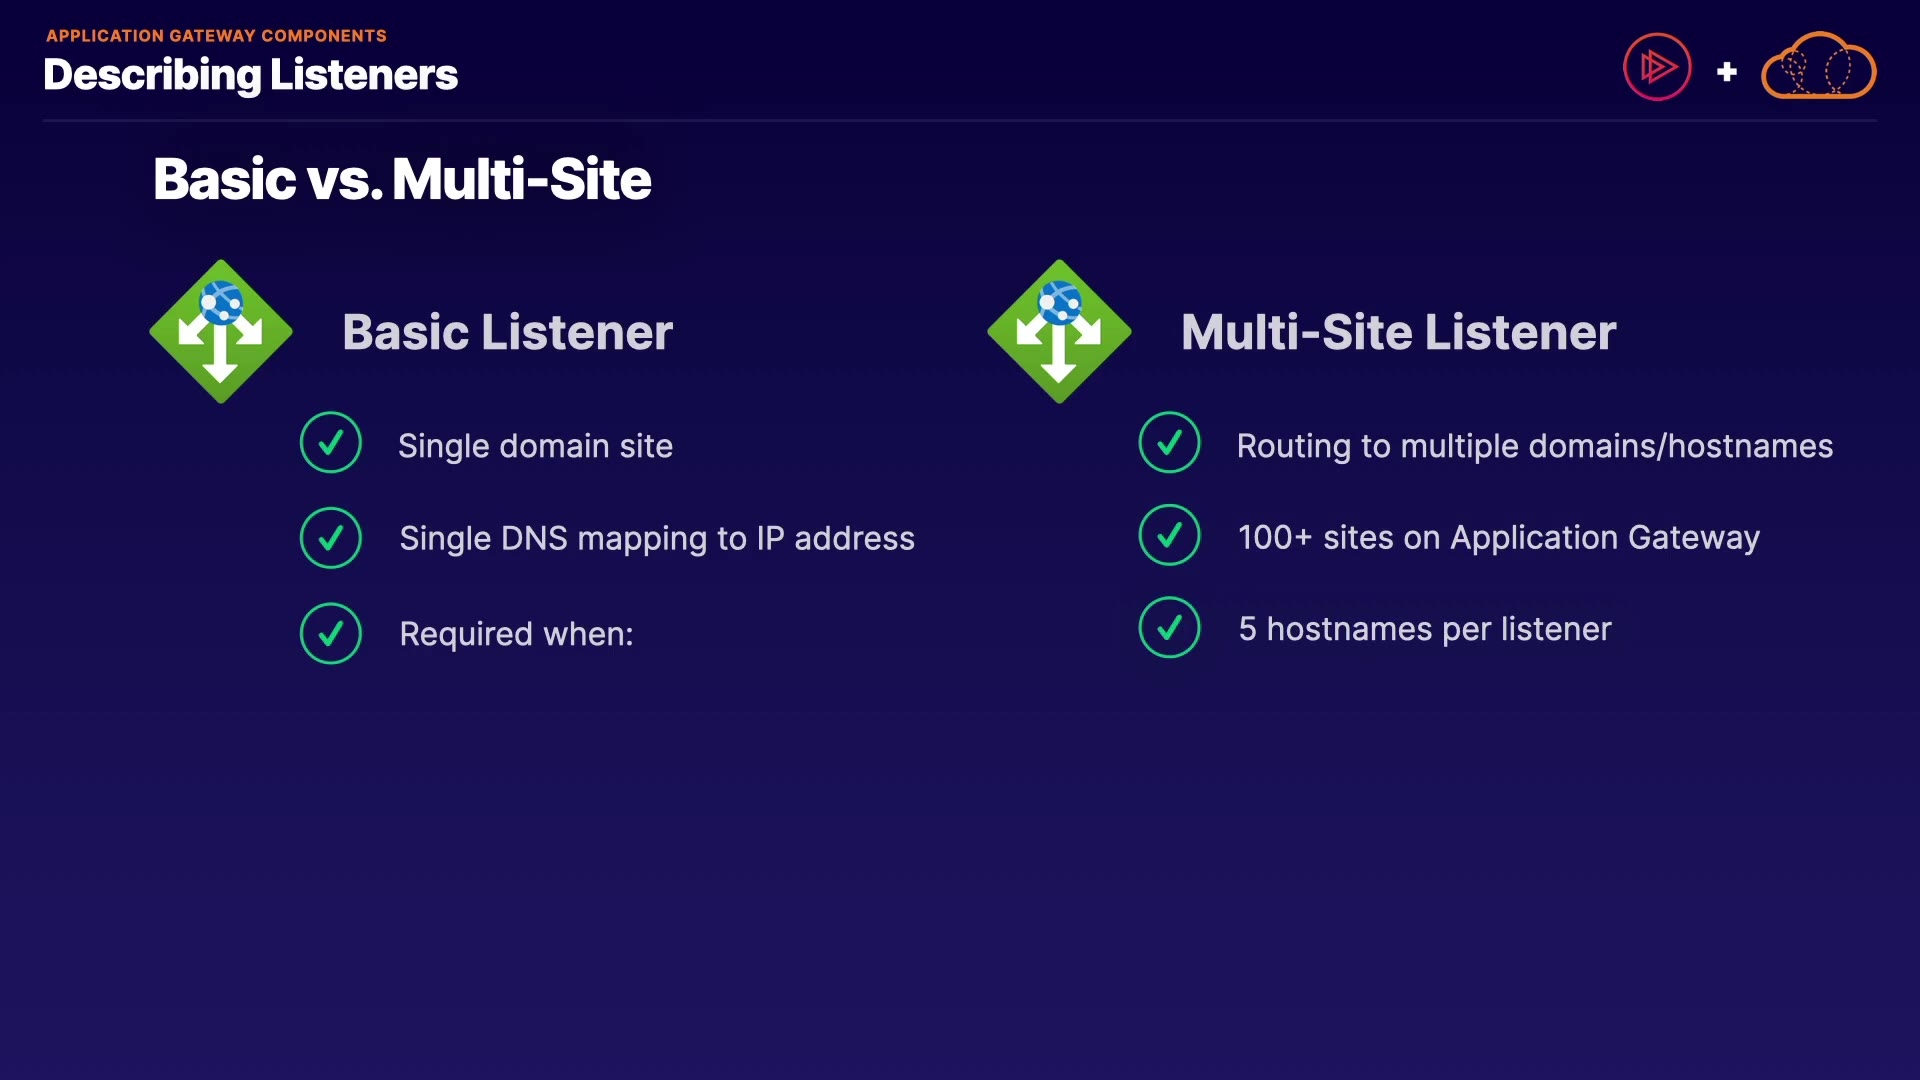 APPLICATION GATEWAY COMPONENTS
Describing Listeners
+
Basic vs. Multi-Site
Basic Listener
Single domain site
Single DNS mapping to IP address
Required when:
Multi-Site Listener
Routing to multiple domains/hostnames
100+ sites on Application Gateway
5 hostnames per listener